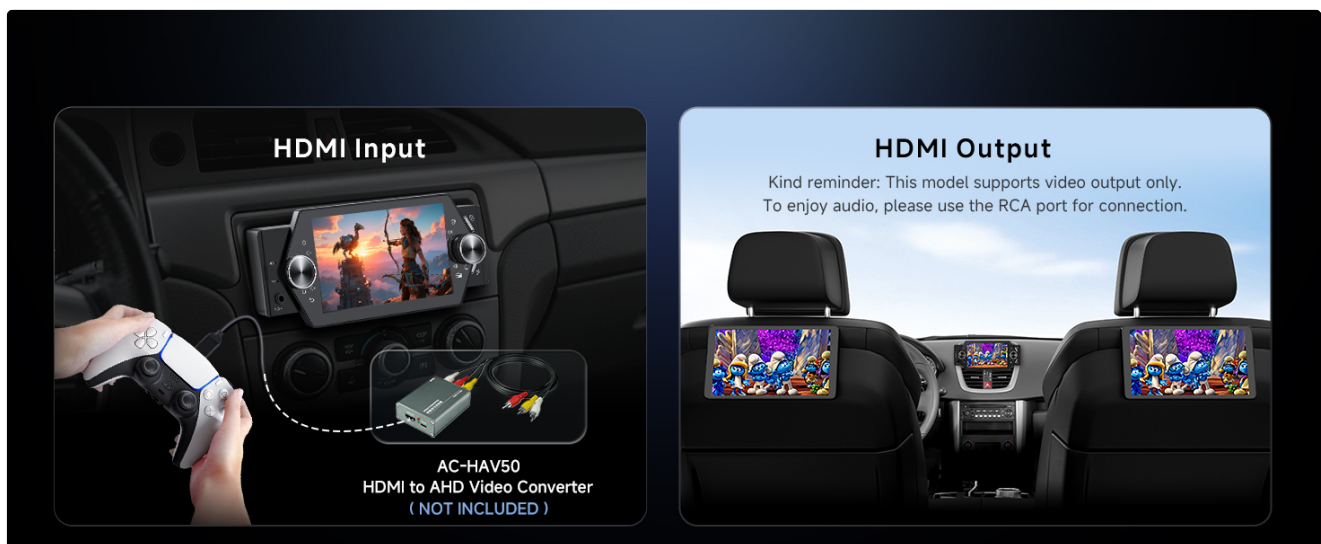 HDMI Input
AC-HAV50
HDMI to AHD Video Converter
( NOT INCLUDED )
HDMI Output
Kind reminder: This model supports video output only.
To enjoy audio, please use the RCA port for connection.